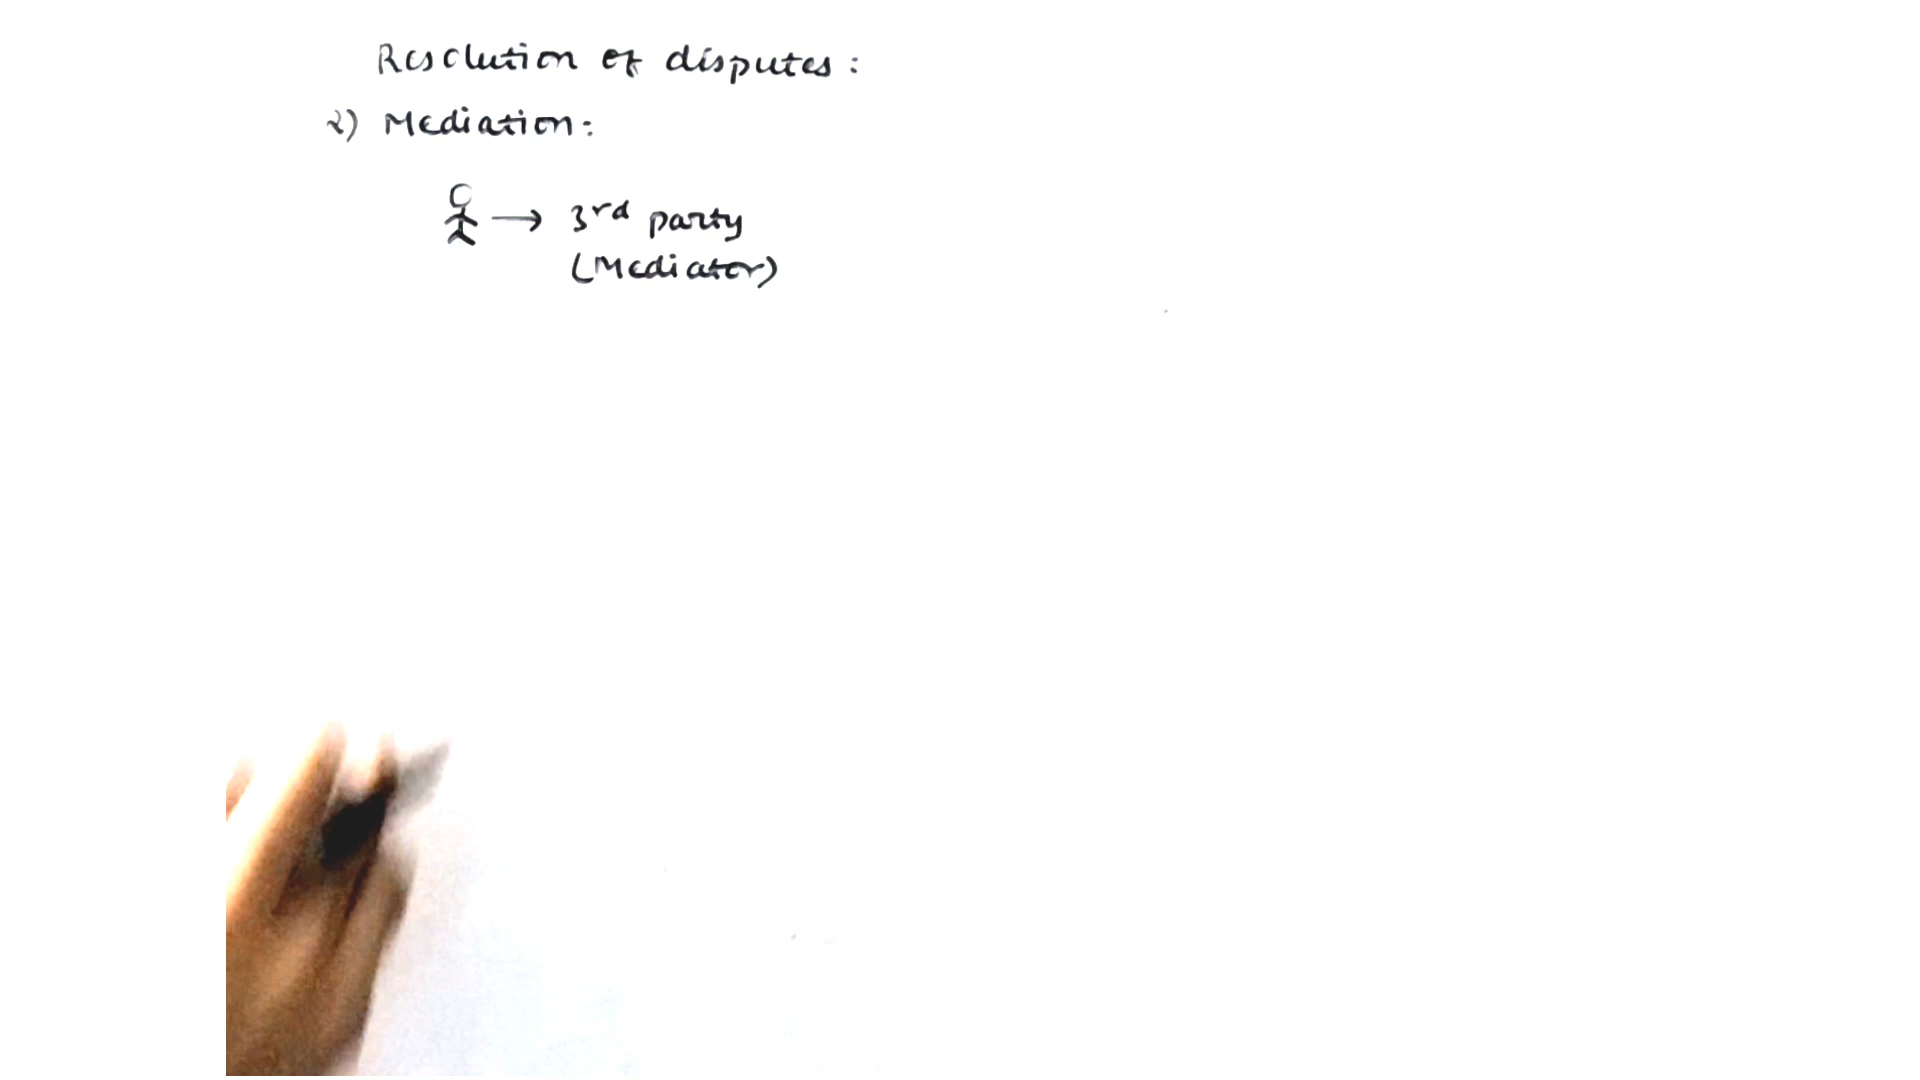 Resolution of disputes:
2) Mediation:
→ 3rd party
(Mediator)